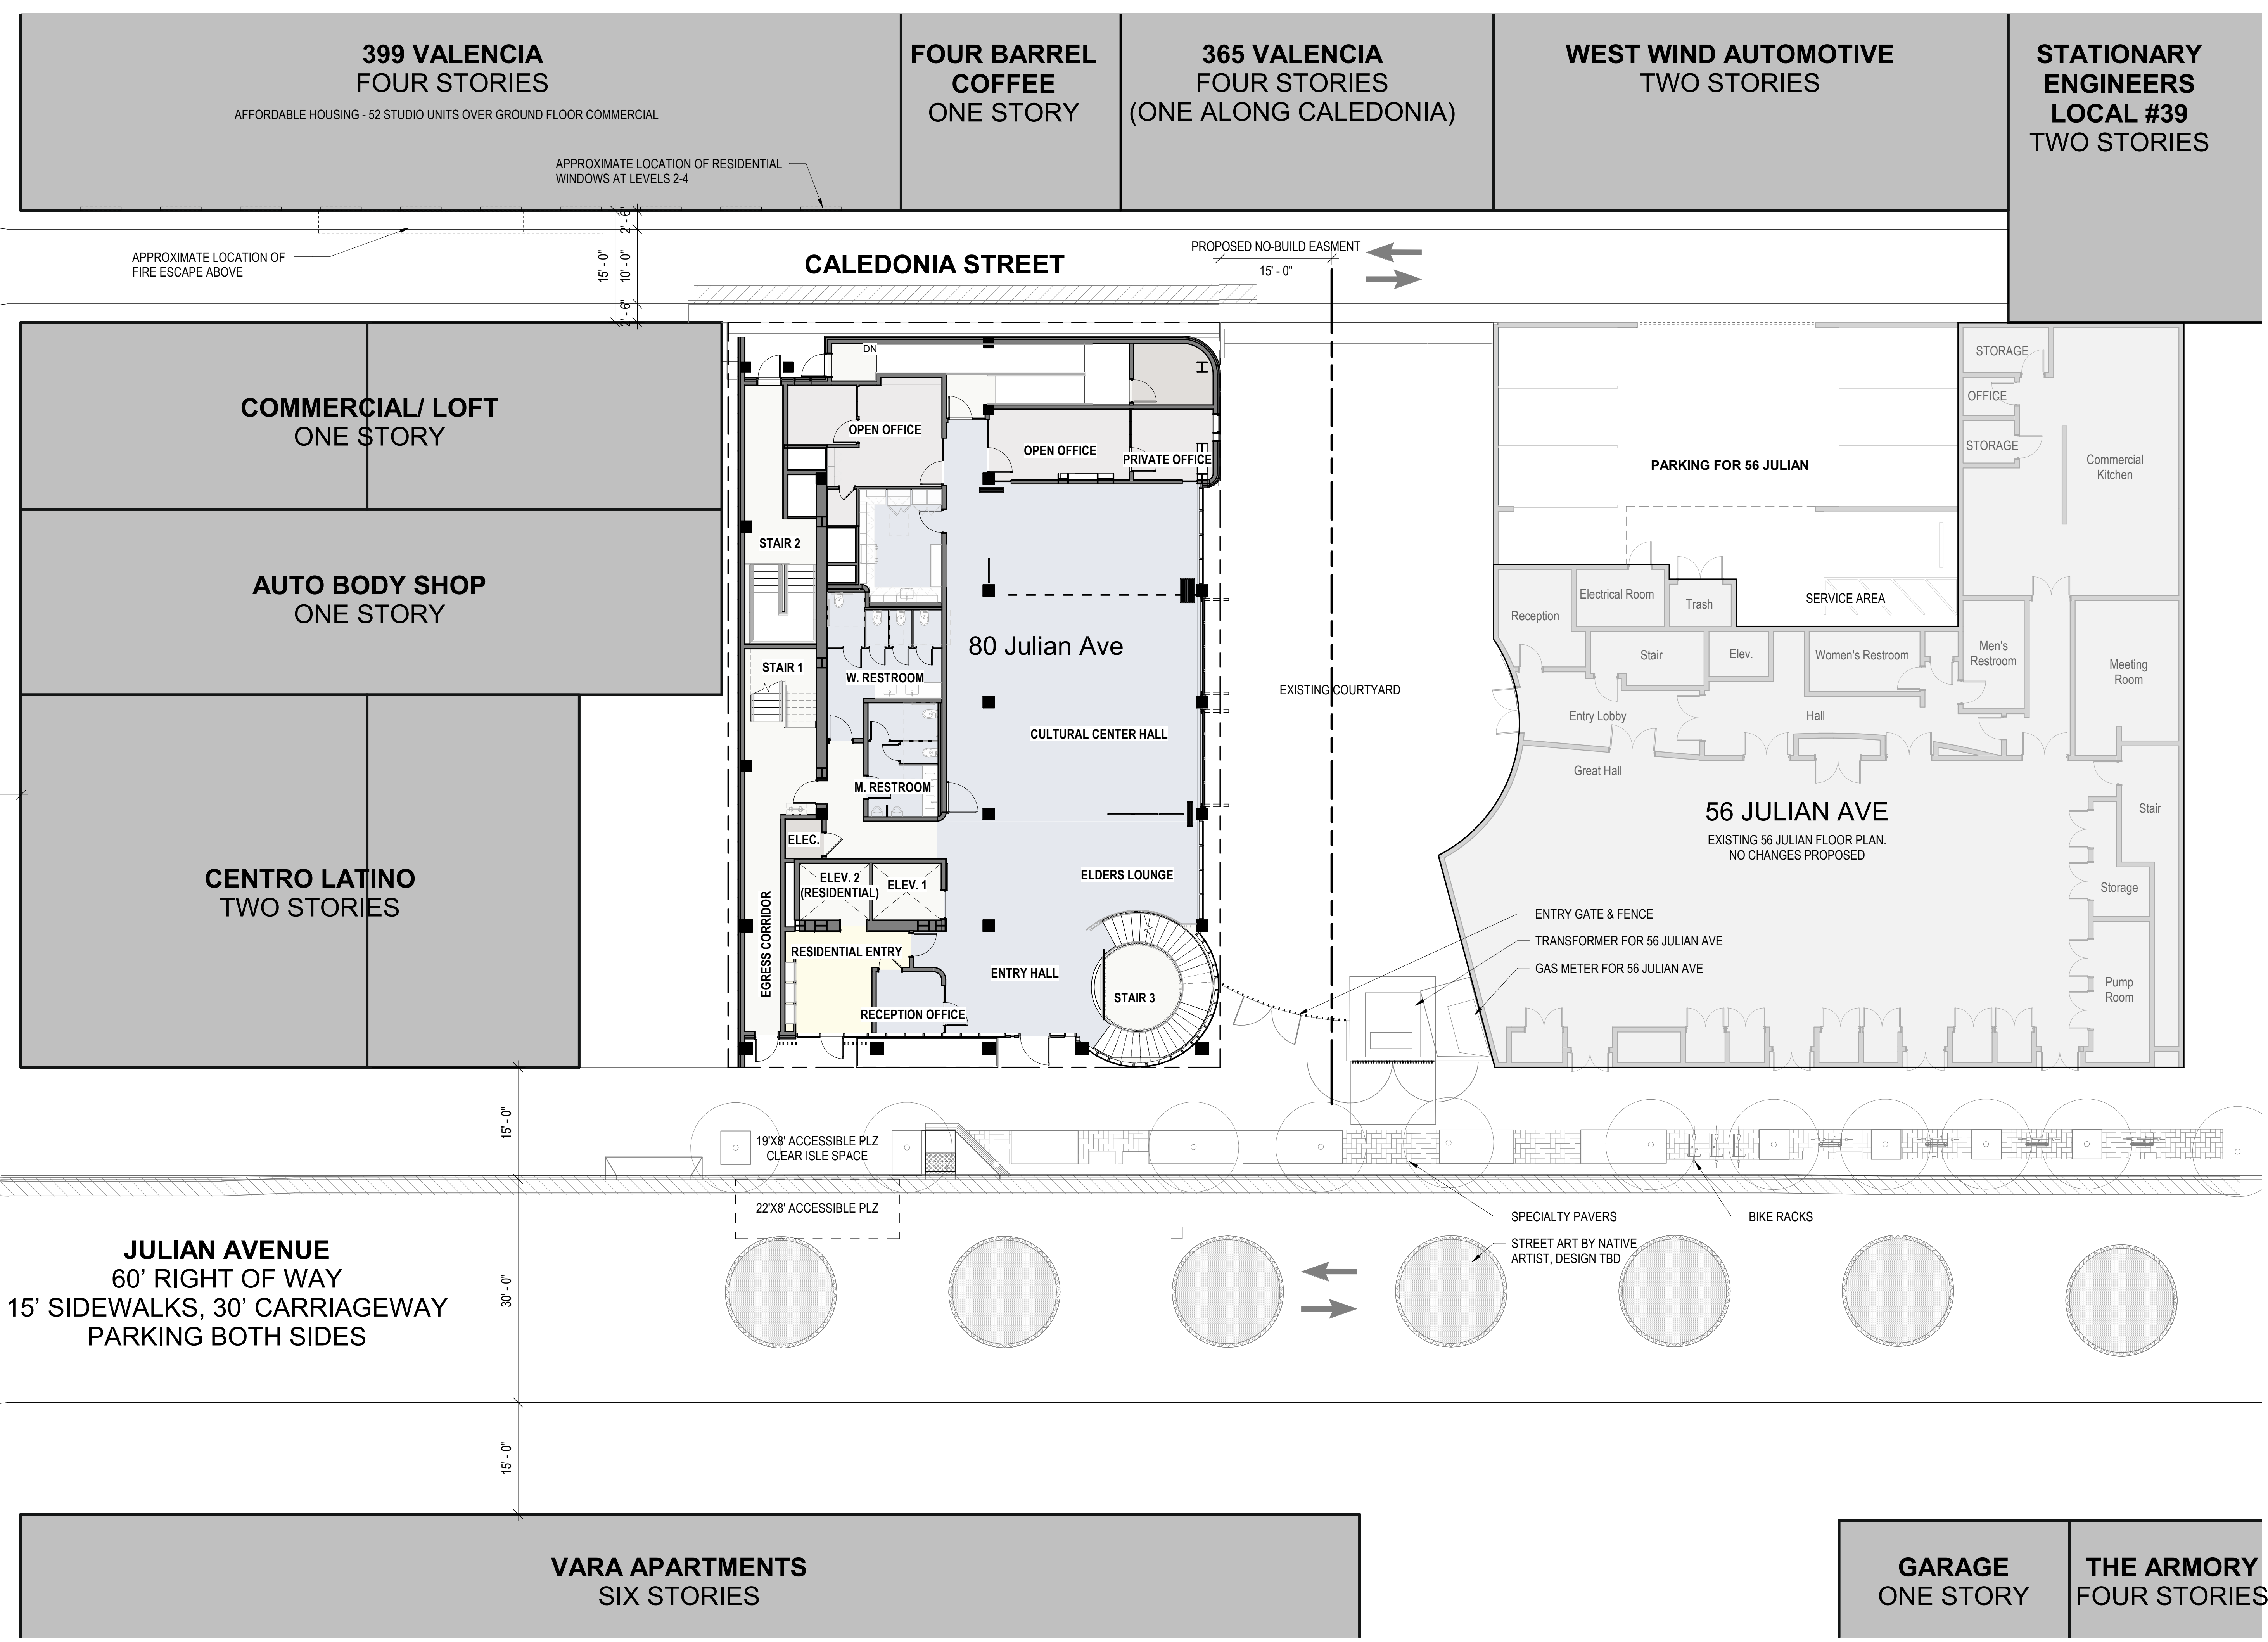 399 VALENCIA
FOUR STORIES
AFFORDABLE HOUSING - 52 STUDIO UNITS OVER GROUND FLOOR COMMERCIAL
APPROXIMATE LOCATION OF RESIDENTIAL
WINDOWS AT LEVELS 2-4
FOUR BARREL
COFFEE
ONE STORY
365 VALENCIA
FOUR STORIES
(ONE ALONG CALEDONIA)
WEST WIND AUTOMOTIVE
TWO STORIES
STATIONARY
ENGINEERS
LOCAL #39
TWO STORIES
APPROXIMATE LOCATION OF
FIRE ESCAPE ABOVE
15' - 0"
2' - 6"
10' - 0"
2' - 6"
CALEDONIA STREET
PROPOSED NO-BUILD EASMENT
15' - 0"
COMMERCIAL/ LOFT
ONE STORY
AUTO BODY SHOP
ONE STORY
CENTRO LATINO
TWO STORIES
DN
OPEN OFFICE
OPEN OFFICE
PRIVATE OFFICE
STAIR 2
80 Julian Ave
STAIR 1
W. RESTROOM
CULTURAL CENTER HALL
M. RESTROOM
ELEC.
ELEV. 2
(RESIDENTIAL)
ELEV. 1
ELDERS LOUNGE
EGRESS CORRIDOR
RESIDENTIAL ENTRY
ENTRY HALL
RECEPTION OFFICE
STAIR 3
EXISTING COURTYARD
PARKING FOR 56 JULIAN
STORAGE
OFFICE
STORAGE
Commercial
Kitchen
SERVICE AREA
Reception
Electrical Room
Trash
Stair
Elev.
Women's Restroom
Men's
Restroom
Meeting
Room
Entry Lobby
Hall
Great Hall
56 JULIAN AVE
EXISTING 56 JULIAN FLOOR PLAN.
NO CHANGES PROPOSED
Stair
Storage
Pump
Room
ENTRY GATE & FENCE
TRANSFORMER FOR 56 JULIAN AVE
GAS METER FOR 56 JULIAN AVE
15' - 0"
19'X8' ACCESSIBLE PLZ
CLEAR ISLE SPACE
22'X8' ACCESSIBLE PLZ
SPECIALTY PAVERS
BIKE RACKS
STREET ART BY NATIVE
ARTIST, DESIGN TBD
JULIAN AVENUE
60’ RIGHT OF WAY
15’ SIDEWALKS, 30’ CARRIAGEWAY
PARKING BOTH SIDES
30' - 0"
15' - 0"
VARA APARTMENTS
SIX STORIES
GARAGE
ONE STORY
THE ARMORY
FOUR STORIES